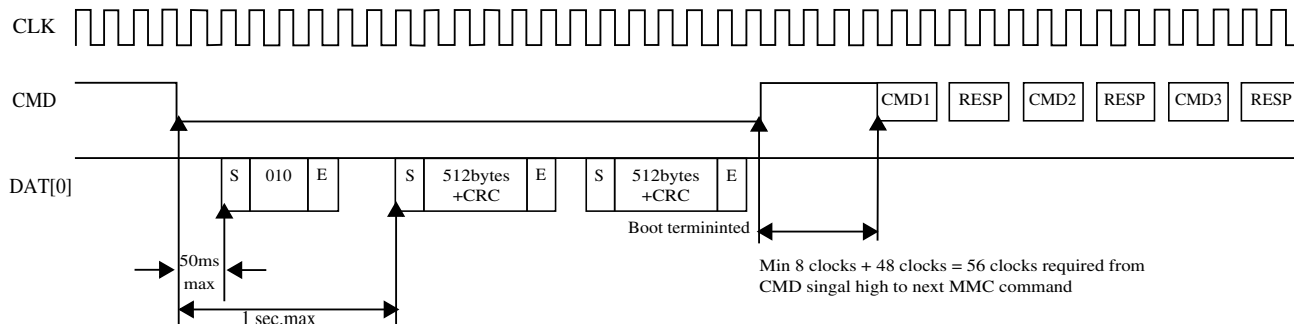 CLK
CMD
CMD1 RESP CMD2 RESP CMD3 RESP
DAT[0]
S 010 E S 512bytes +CRC E S 512bytes +CRC E
Boot termininted
50ms
max
1 sec.max
Min 8 clocks + 48 clocks = 56 clocks required from
CMD singal high to next MMC command